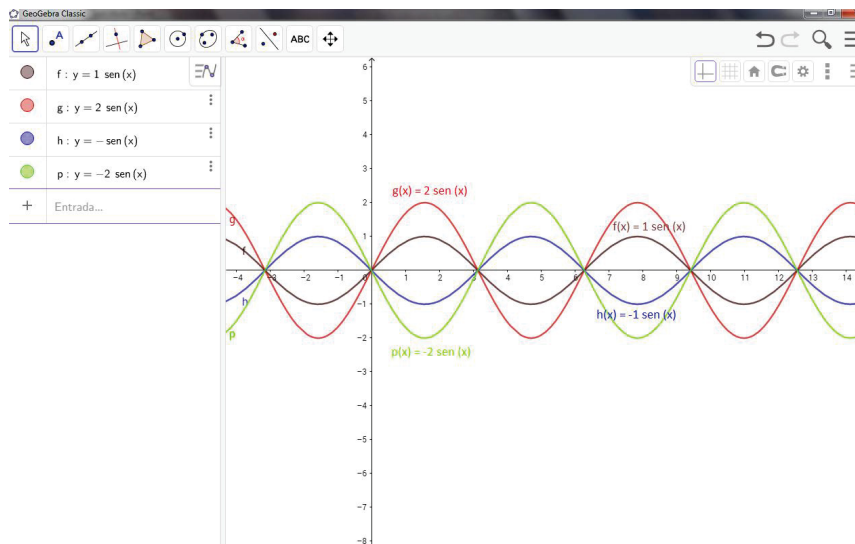 GeoGebra Classic
ABC
f : y = 1 sen (x)
g : y = 2 sen (x)
h : y = − sen (x)
p : y = −2 sen (x)
+ Entrada...
6
5
4
3
2
1
0
−1
−2
−3
−4
−5
−6
−7
−8
−4 −3 −2 −1 0 1 2 3 4 5 6 7 8 9 10 11 12 13 14
g
f
h
p
g(x) = 2 sen (x)
f(x) = 1 sen (x)
h(x) = -1 sen (x)
p(x) = -2 sen (x)